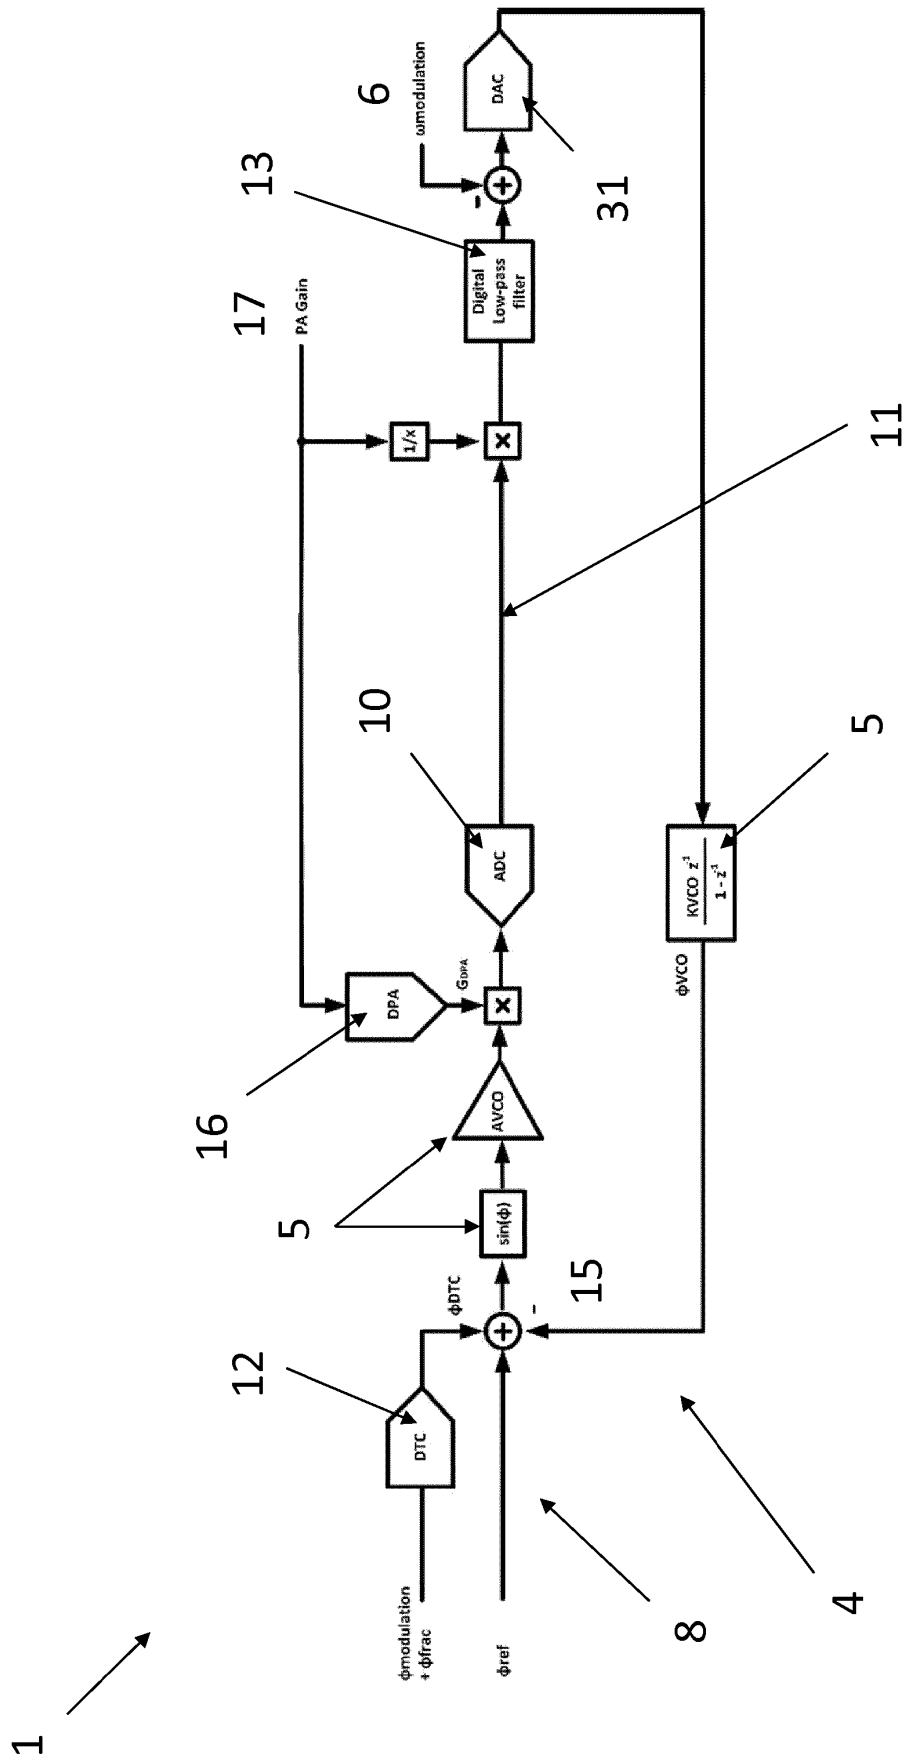 1
ϕmodulation
+ ϕfrac
ϕref
8
4
DTC
12
ϕDTC
+
-
15
sin(ϕ)
5
AVCO
16
DPA
GDPA
×
ADC
10
11
17
PA Gain
1/x
×
Digital
Low-pass
filter
13
6
ωmodulation
-
+
DAC
31
KVCO z⁻¹
1 - z⁻¹
5
ϕVCO